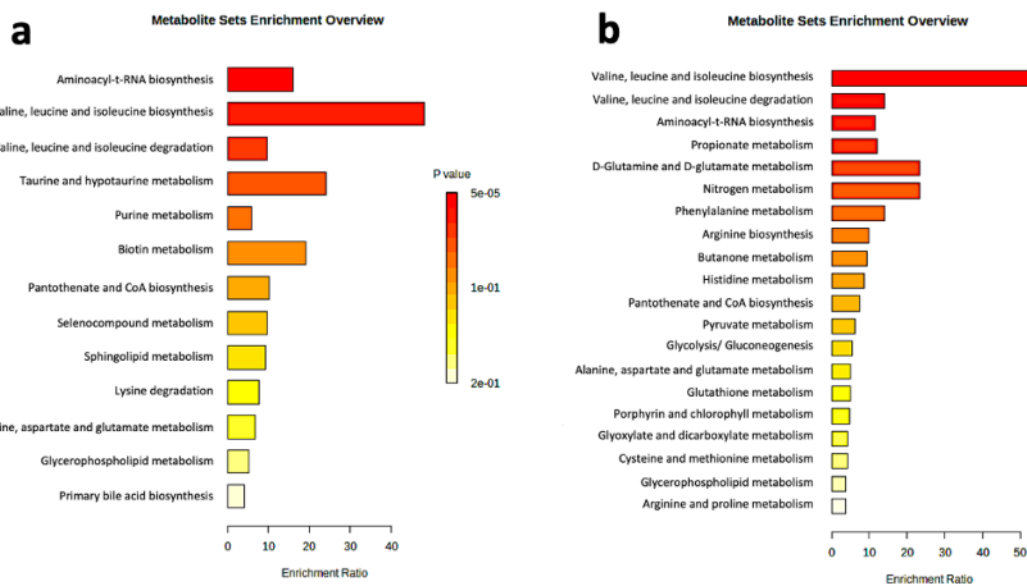 a
Metabolite Sets Enrichment Overview
Aminoacyl-t-RNA biosynthesis
aline, leucine and isoleucine biosynthesis
aline, leucine and isoleucine degradation
Taurine and hypotaurine metabolism
Purine metabolism
Biotin metabolism
Pantothenate and CoA biosynthesis
Selenocompound metabolism
Sphingolipid metabolism
Lysine degradation
ine, aspartate and glutamate metabolism
Glycerophospholipid metabolism
Primary bile acid biosynthesis
0 10 20 30 40
Enrichment Ratio
P value
5e-05
1e-01
2e-01
b
Metabolite Sets Enrichment Overview
Valine, leucine and isoleucine biosynthesis
Valine, leucine and isoleucine degradation
Aminoacyl-t-RNA biosynthesis
Propionate metabolism
D-Glutamine and D-glutamate metabolism
Nitrogen metabolism
Phenylalanine metabolism
Arginine biosynthesis
Butanone metabolism
Histidine metabolism
Pantothenate and CoA biosynthesis
Pyruvate metabolism
Glycolysis/ Gluconeogenesis
Alanine, aspartate and glutamate metabolism
Glutathione metabolism
Porphyrin and chlorophyll metabolism
Glyoxylate and dicarboxylate metabolism
Cysteine and methionine metabolism
Glycerophospholipid metabolism
Arginine and proline metabolism
0 10 20 30 40 50
Enrichment Ratio